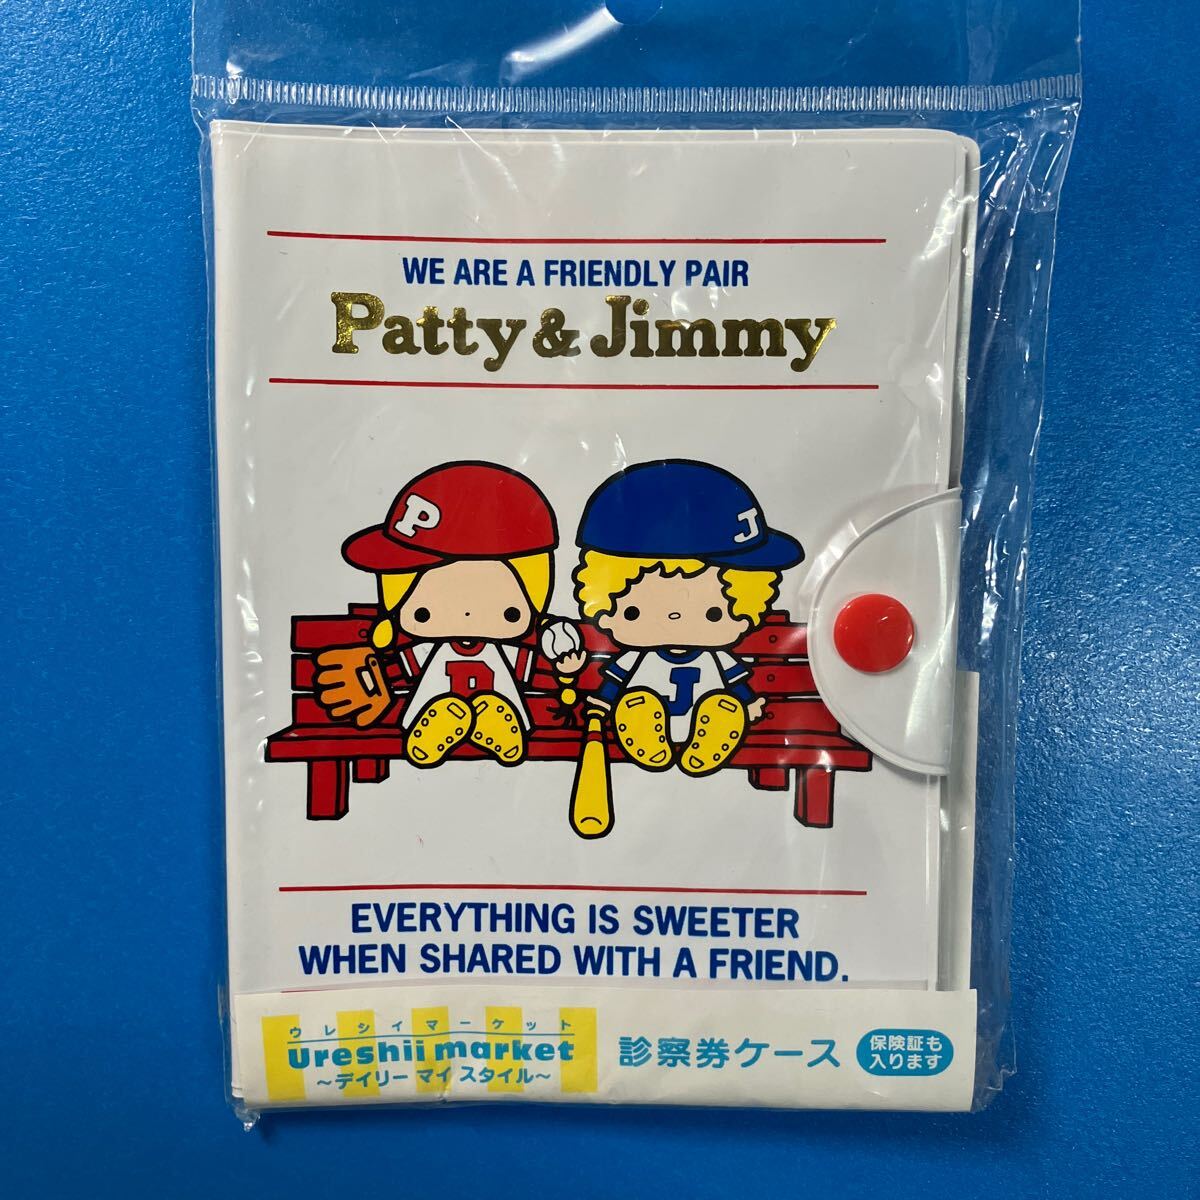 WE ARE A FRIENDLY PAIR
Patty & Jimmy
P
J
P
J
EVERYTHING IS SWEETER
WHEN SHARED WITH A FRIEND.
ウレシイマーケット
Ureshii market
～デイリー マイ スタイル～
診察券ケース
保険証も
入ります